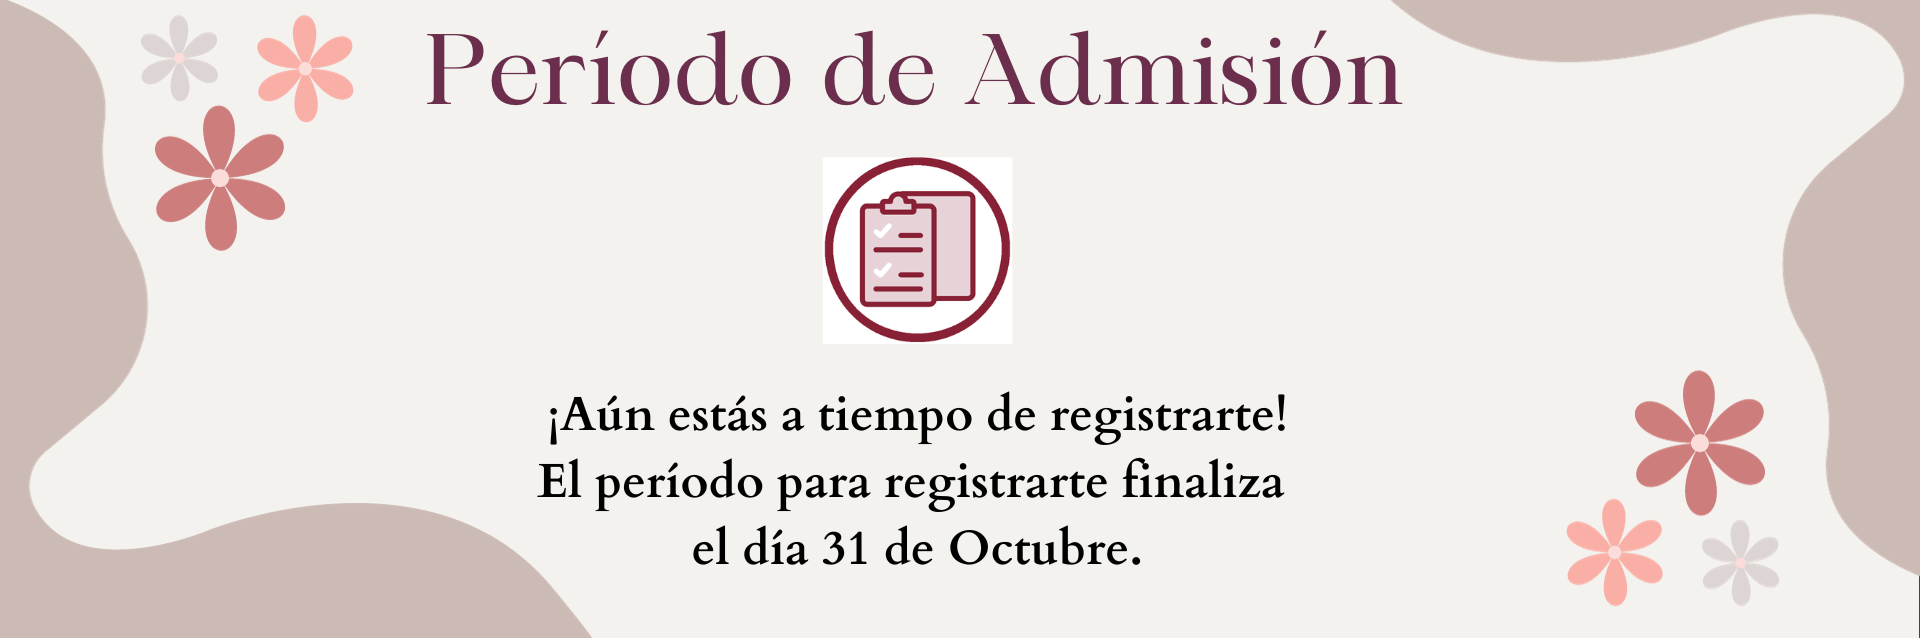 Período de Admisión
¡Aún estás a tiempo de registrarte!
El período para registrarte finaliza
el día 31 de Octubre.